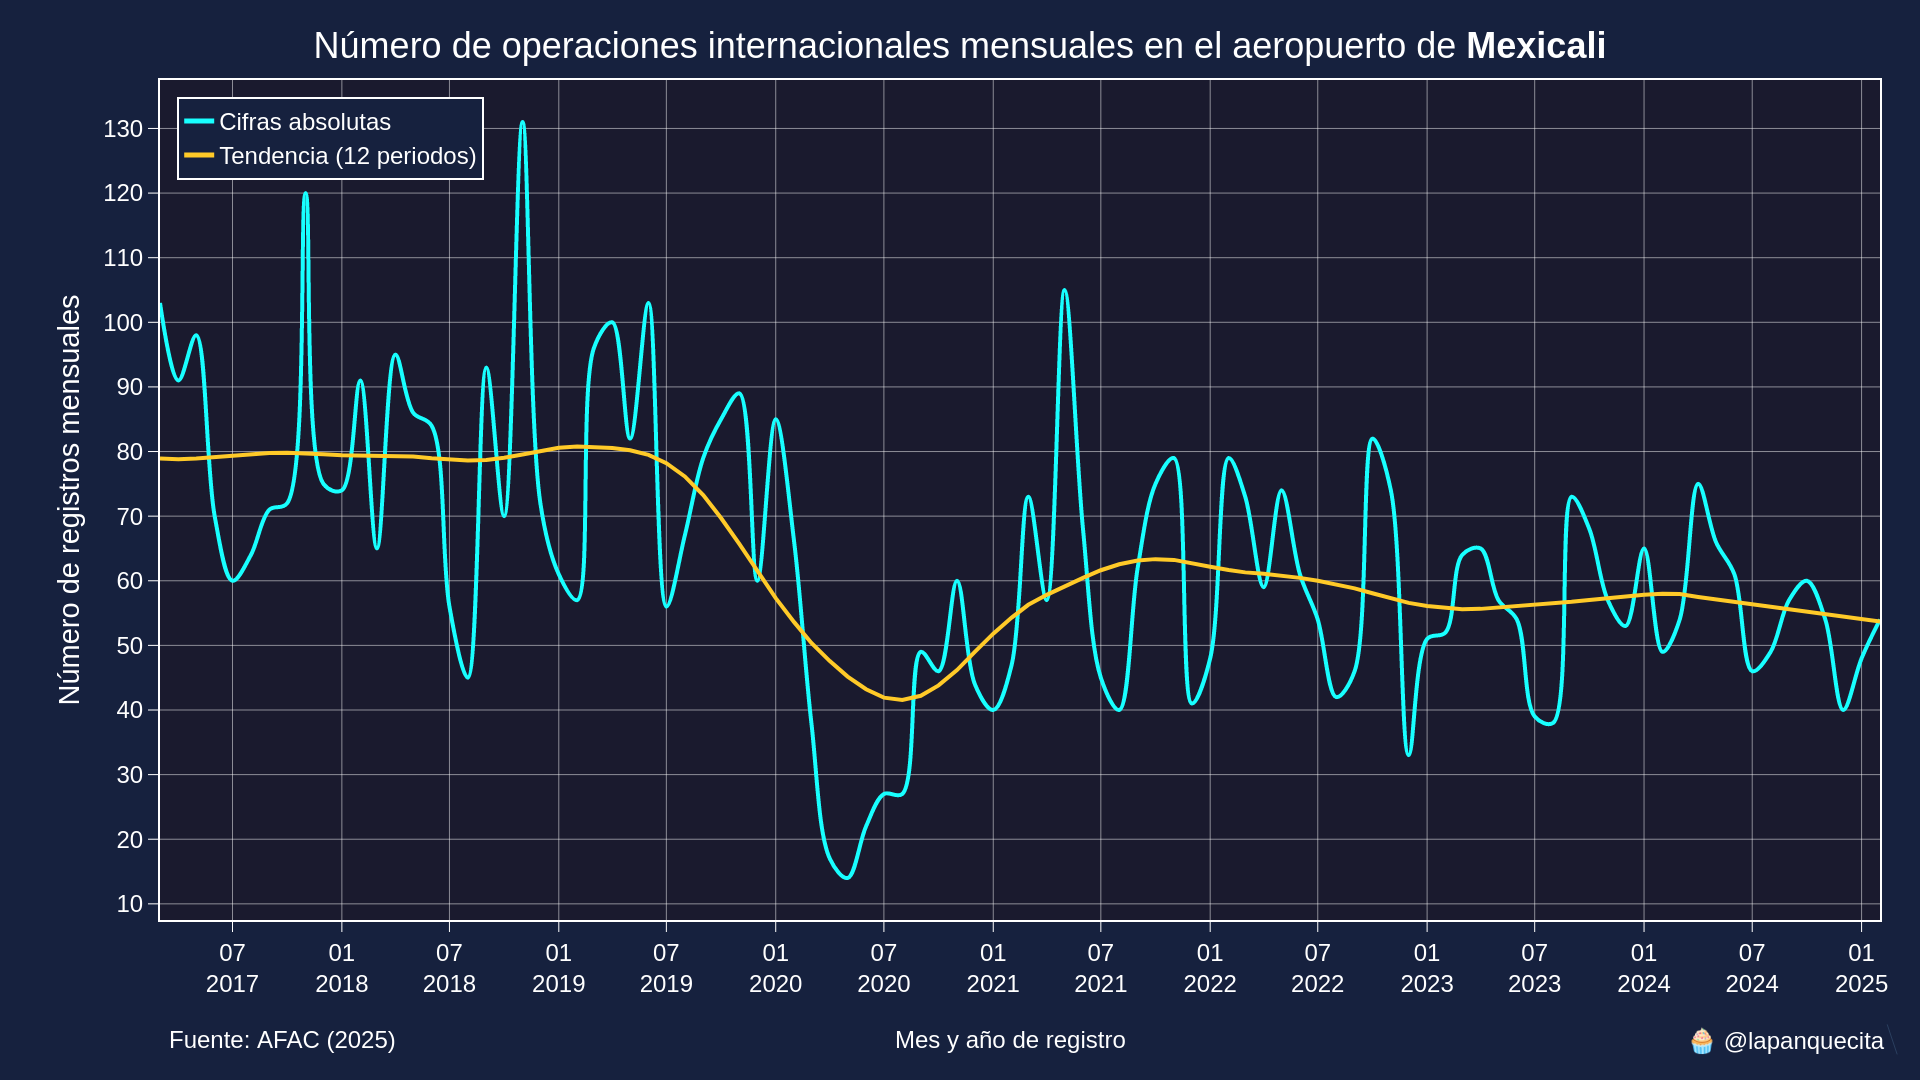 Número de operaciones internacionales mensuales en el aeropuerto de Mexicali
Cifras absolutas
Tendencia (12 periodos)
Número de registros mensuales
130
120
110
100
90
80
70
60
50
40
30
20
10
07 01 07 01 07 01 07 01 07 01 07 01 07 01 07 01
2017 2018 2018 2019 2019 2020 2020 2021 2021 2022 2022 2023 2023 2024 2024 2025
Fuente: AFAC (2025)
Mes y año de registro
🧁 @lapanquecita